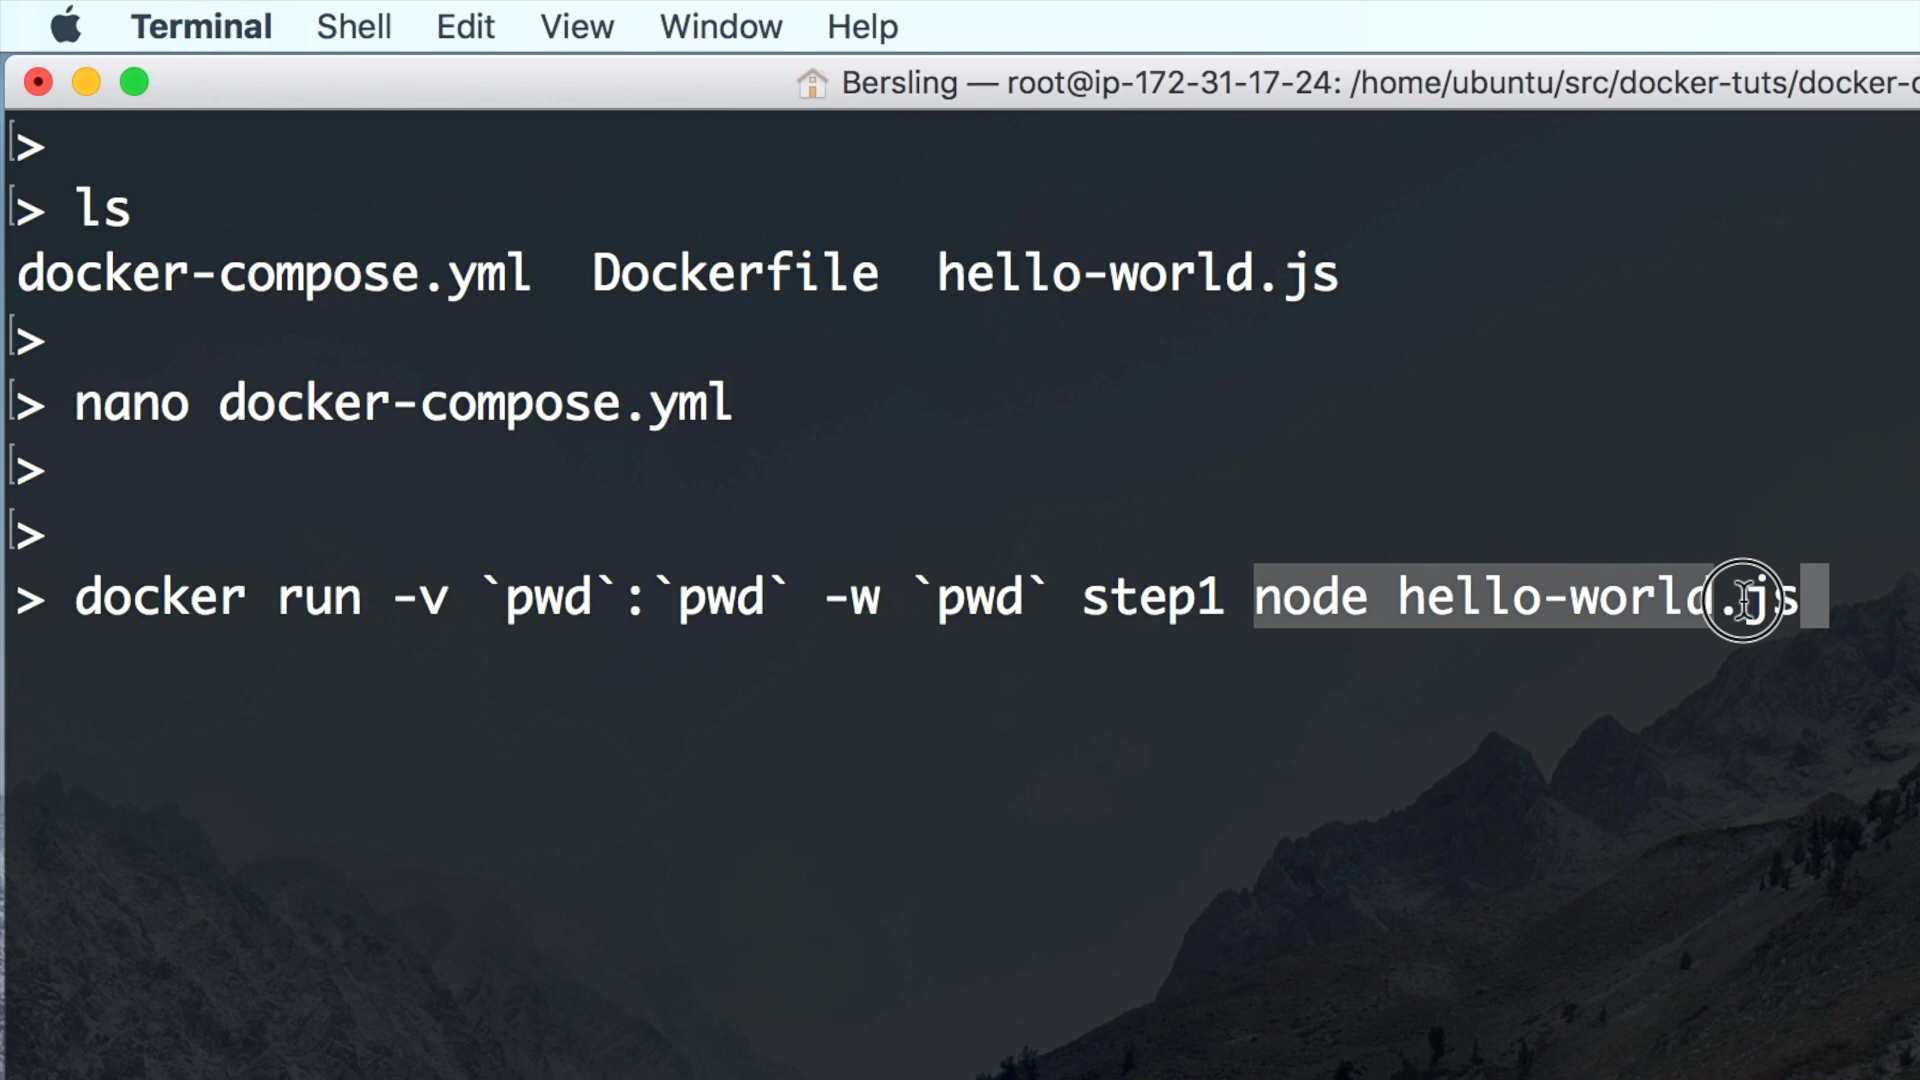 Terminal Shell Edit View Window Help
Bersling — root@ip-172-31-17-24: /home/ubuntu/src/docker-tuts/docker-c
[>
[> ls
docker-compose.yml  Dockerfile  hello-world.js
[>
[> nano docker-compose.yml
[>
[>
> docker run -v `pwd`:`pwd` -w `pwd` step1 node hello-world.js